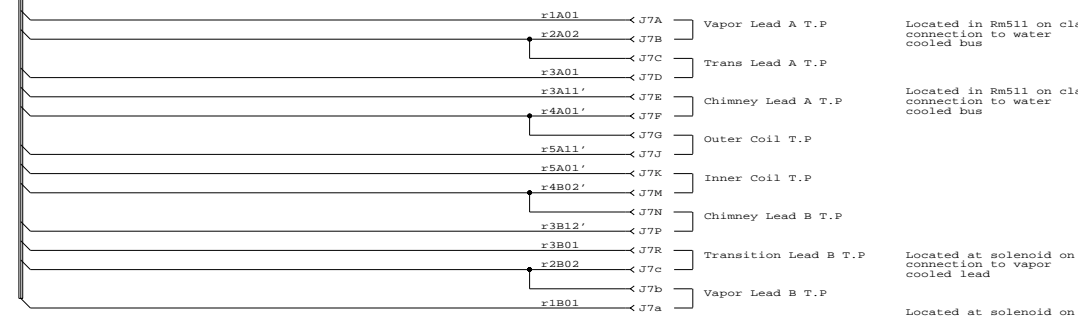 r1A01
J7A
Vapor Lead A T.P
Located in Rm511 on
r2A02
J7B
connection to water
cooled bus
J7C
Trans Lead A T.P
r3A01
J7D
r3A11'
J7E
Located in Rm511 on
Chimney Lead A T.P
connection to water
r4A01'
J7F
cooled bus
J7G
Outer Coil T.P
r5A11'
J7J
r5A01'
J7K
Inner Coil T.P
r4B02'
J7M
J7N
Chimney Lead B T.P
r3B12'
J7P
r3B01
J7R
Transition Lead B T.P
Located at solenoid on
r2B02
J7c
connection to vapor
cooled lead
J7b
Vapor Lead B T.P
r1B01
J7a
Located at solenoid on